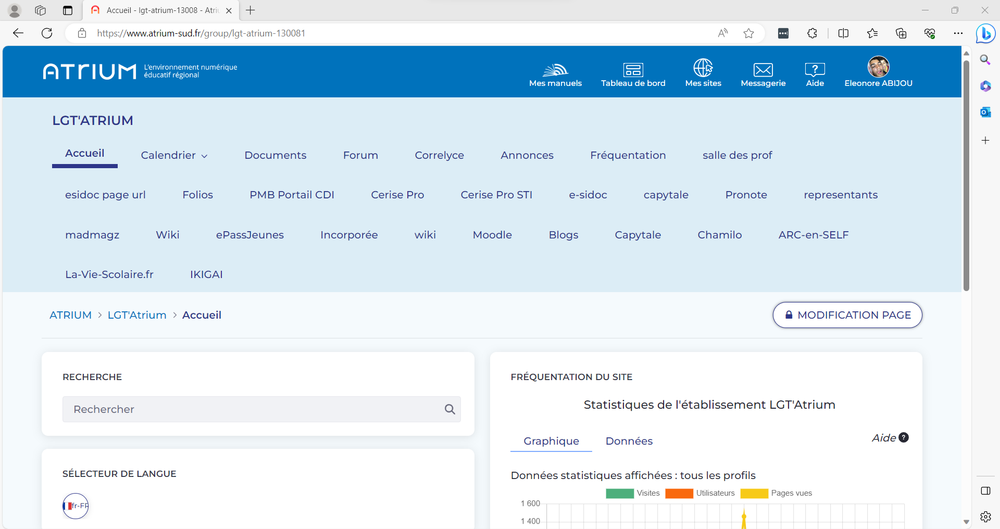 Accueil - lgt-atrium-13008 - Atri
https://www.atrium-sud.fr/group/lgt-atrium-130081
ATRIUM L'environnement numérique
éducatif régional
Mes manuels Tableau de bord Mes sites Messagerie Aide Eleonore ABIJOU
LGT'ATRIUM
Accueil Calendrier Documents Forum Correlyce Annonces Fréquentation salle des prof
esidoc page url Folios PMB Portail CDI Cerise Pro Cerise Pro STI e-sidoc capytale Pronote representants
madmagz Wiki ePassJeunes Incorporée wiki Moodle Blogs Capytale Chamilo ARC-en-SELF
La-Vie-Scolaire.fr IKIGAI
ATRIUM > LGT'Atrium > Accueil
MODIFICATION PAGE
RECHERCHE
Rechercher
SÉLECTEUR DE LANGUE
fr-FR
FRÉQUENTATION DU SITE
Statistiques de l'établissement LGT'Atrium
Graphique Données
Aide ?
Données statistiques affichées : tous les profils
Visites Utilisateurs Pages vues
1 600
1 400